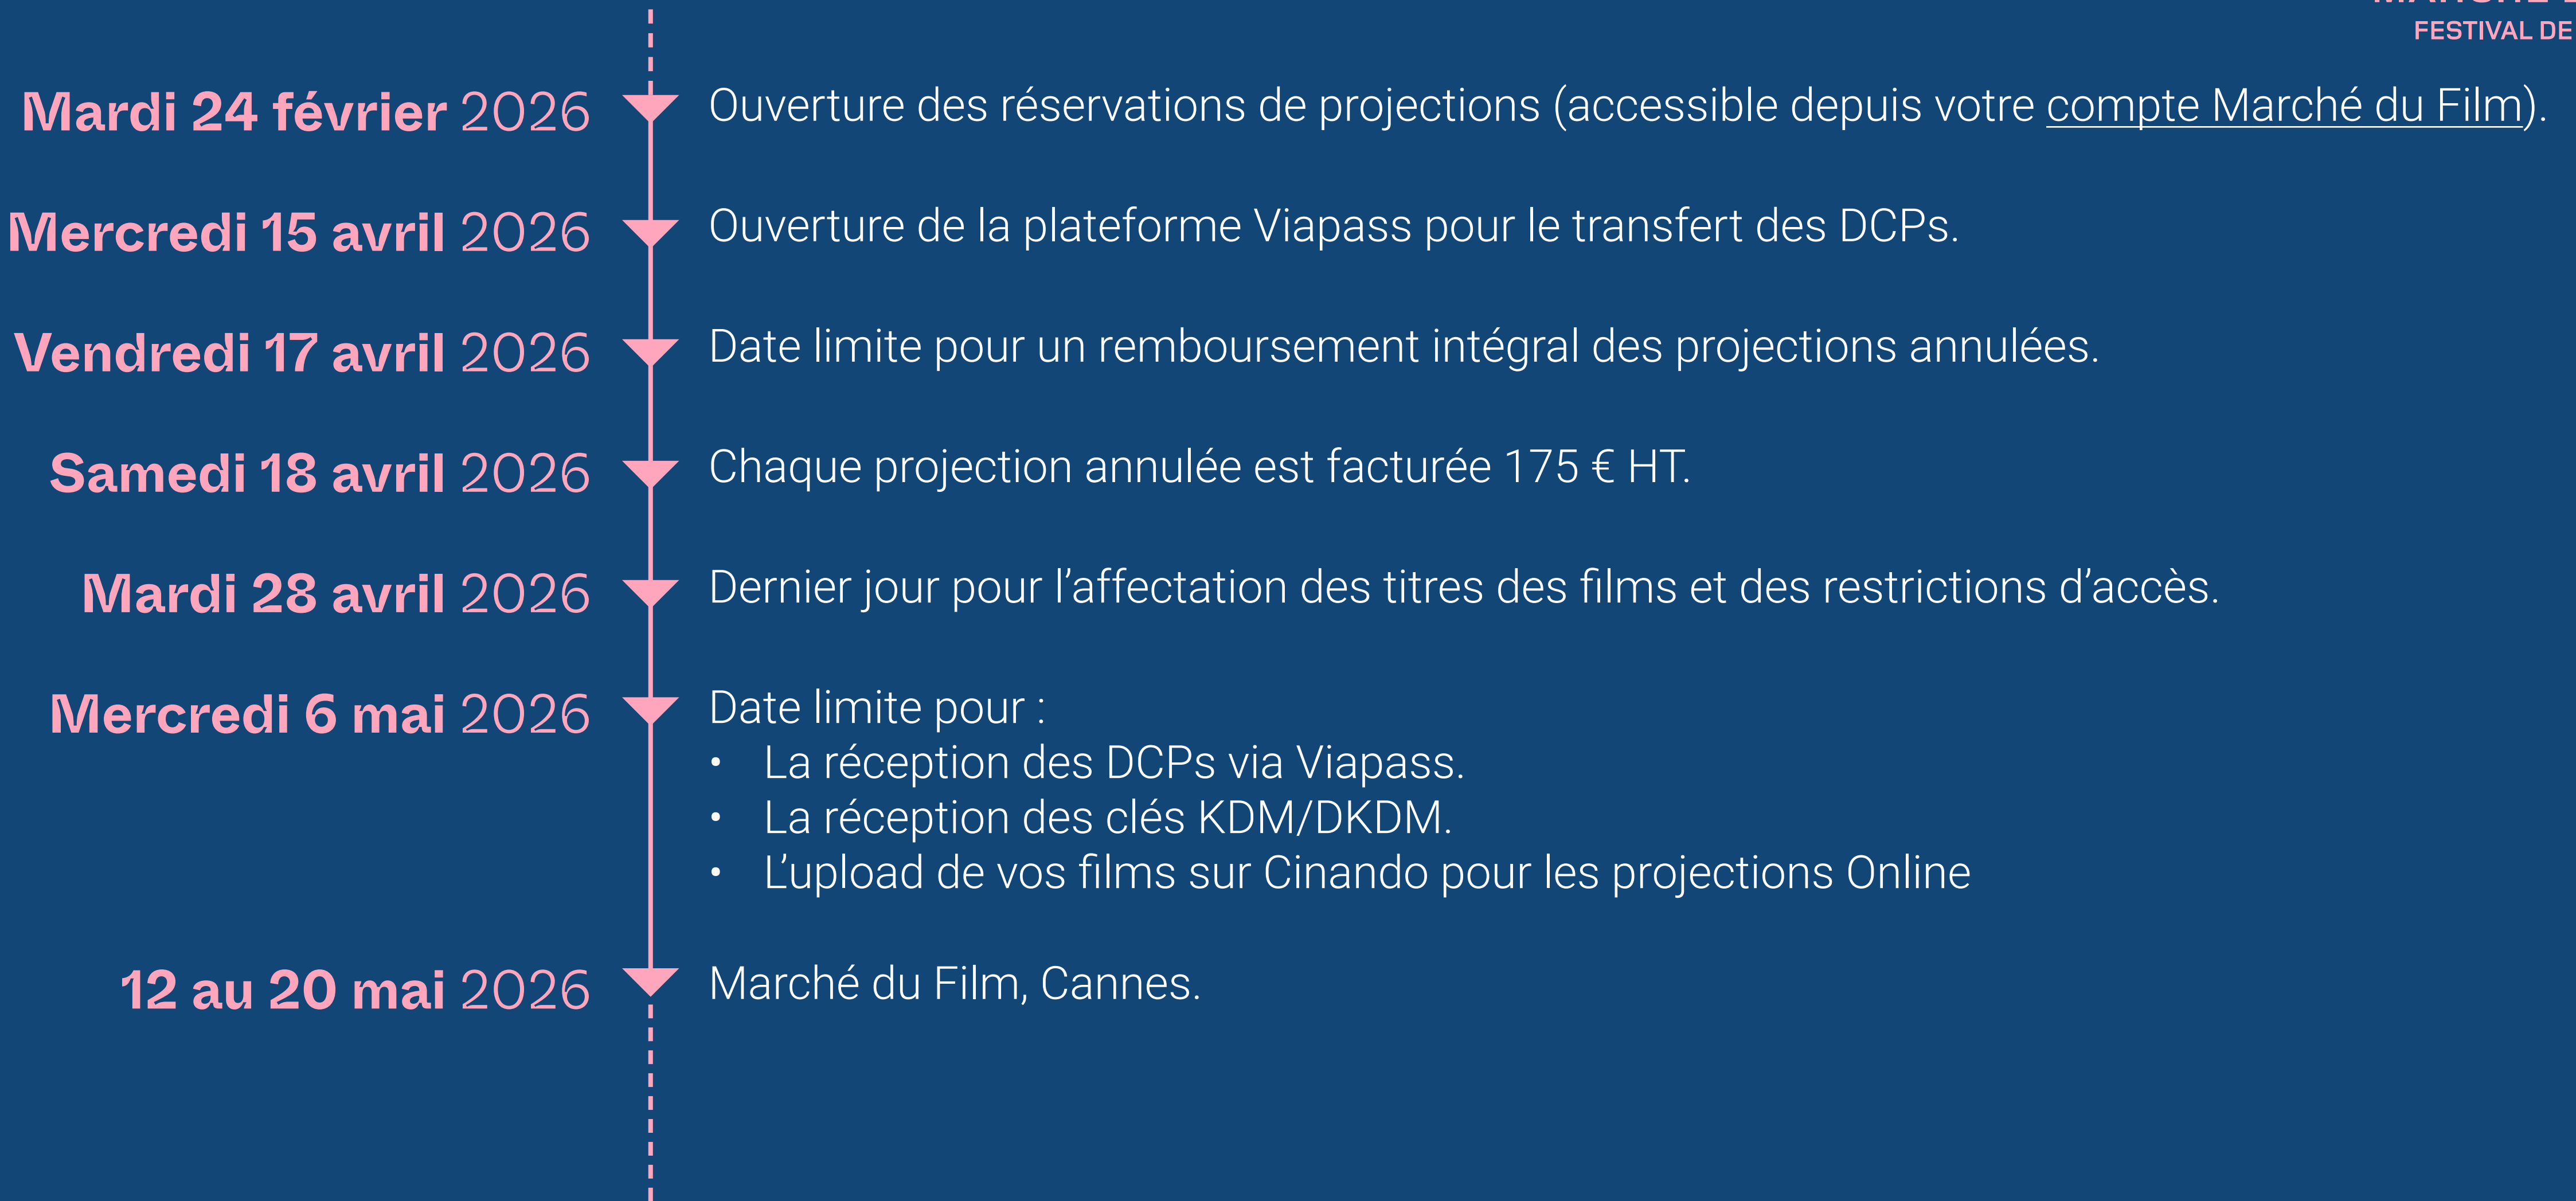 FESTIVAL DE
Mardi 24 février 2026
Ouverture des réservations de projections (accessible depuis votre compte Marché du Film).
Mercredi 15 avril 2026
Ouverture de la plateforme Viapass pour le transfert des DCPs.
Vendredi 17 avril 2026
Date limite pour un remboursement intégral des projections annulées.
Samedi 18 avril 2026
Chaque projection annulée est facturée 175 € HT.
Mardi 28 avril 2026
Dernier jour pour l’affectation des titres des films et des restrictions d’accès.
Mercredi 6 mai 2026
Date limite pour :
• La réception des DCPs via Viapass.
• La réception des clés KDM/DKDM.
• L’upload de vos films sur Cinando pour les projections Online
12 au 20 mai 2026
Marché du Film, Cannes.